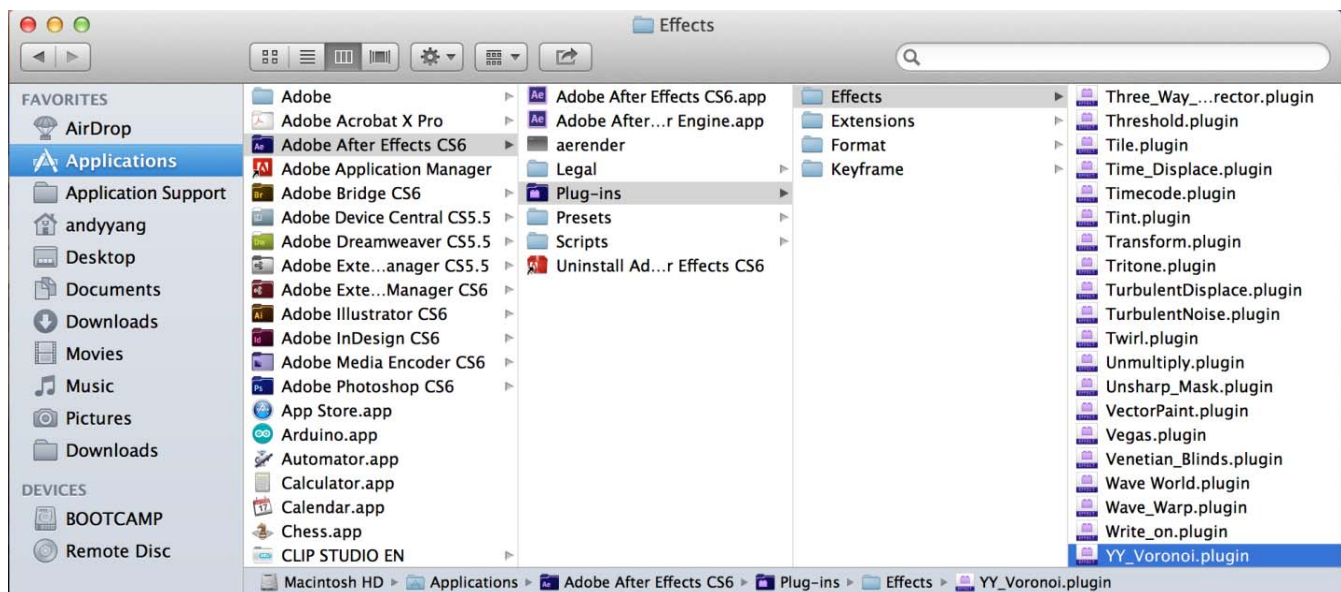 Effects
FAVORITES
AirDrop
Applications
Application Support
andyyang
Desktop
Documents
Downloads
Movies
Music
Pictures
Downloads
DEVICES
BOOTCAMP
Remote Disc
Adobe
Adobe Acrobat X Pro
Adobe After Effects CS6
Adobe Application Manager
Adobe Bridge CS6
Adobe Device Central CS5.5
Adobe Dreamweaver CS5.5
Adobe Exte...anager CS5.5
Adobe Exte...Manager CS6
Adobe Illustrator CS6
Adobe InDesign CS6
Adobe Media Encoder CS6
Adobe Photoshop CS6
App Store.app
Arduino.app
Automator.app
Calculator.app
Calendar.app
Chess.app
CLIP STUDIO EN
Adobe After Effects CS6.app
Adobe After...r Engine.app
aerender
Legal
Plug-ins
Presets
Scripts
Uninstall Ad...r Effects CS6
Effects
Extensions
Format
Keyframe
Three_Way_...rector.plugin
Threshold.plugin
Tile.plugin
Time_Displace.plugin
Timecode.plugin
Tint.plugin
Transform.plugin
Tritone.plugin
TurbulentDisplace.plugin
TurbulentNoise.plugin
Twirl.plugin
Unmultiply.plugin
Unsharp_Mask.plugin
VectorPaint.plugin
Vegas.plugin
Venetian_Blinds.plugin
Wave World.plugin
Wave_Warp.plugin
Write_on.plugin
YY_Voronoi.plugin
Macintosh HD ▸ Applications ▸ Adobe After Effects CS6 ▸ Plug-ins ▸ Effects ▸ YY_Voronoi.plugin